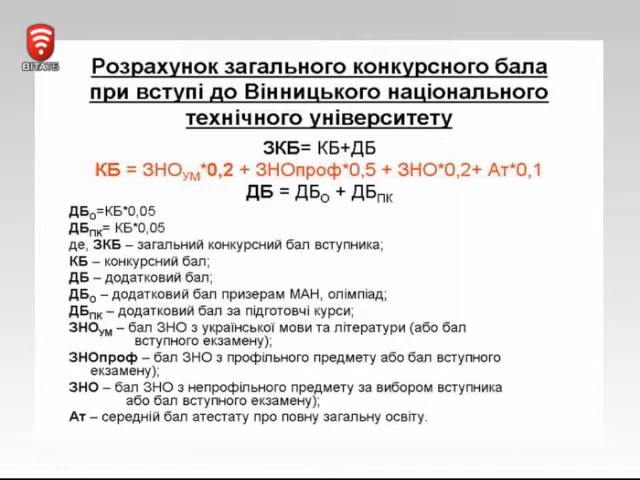 ВІТАТБ
Розрахунок загального конкурсного бала
при вступі до Вінницького національного
технічного університету
ЗКБ= КБ+ДБ
КБ = ЗНОУМ*0,2 + ЗНОпроф*0,5 + ЗНО*0,2+ Ат*0,1
ДБ = ДБО + ДБПК
ДБО=КБ*0,05
ДБПК= КБ*0,05
де, ЗКБ – загальний конкурсний бал вступника;
КБ – конкурсний бал;
ДБ – додатковий бал;
ДБО – додатковий бал призерам МАН, олімпіад;
ДБПК – додатковий бал за підготовчі курси;
ЗНОУМ – бал ЗНО з української мови та літератури (або бал
вступного екзамену);
ЗНОпроф – бал ЗНО з профільного предмету або бал вступного
екзамену);
ЗНО – бал ЗНО з непрофільного предмету за вибором вступника
або бал вступного екзамену);
Ат – середній бал атестату про повну загальну освіту.